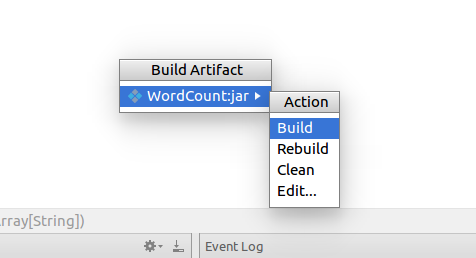 Build Artifact
WordCount:jar
Action
Build
Rebuild
Clean
Edit...
rray[String])
Event Log